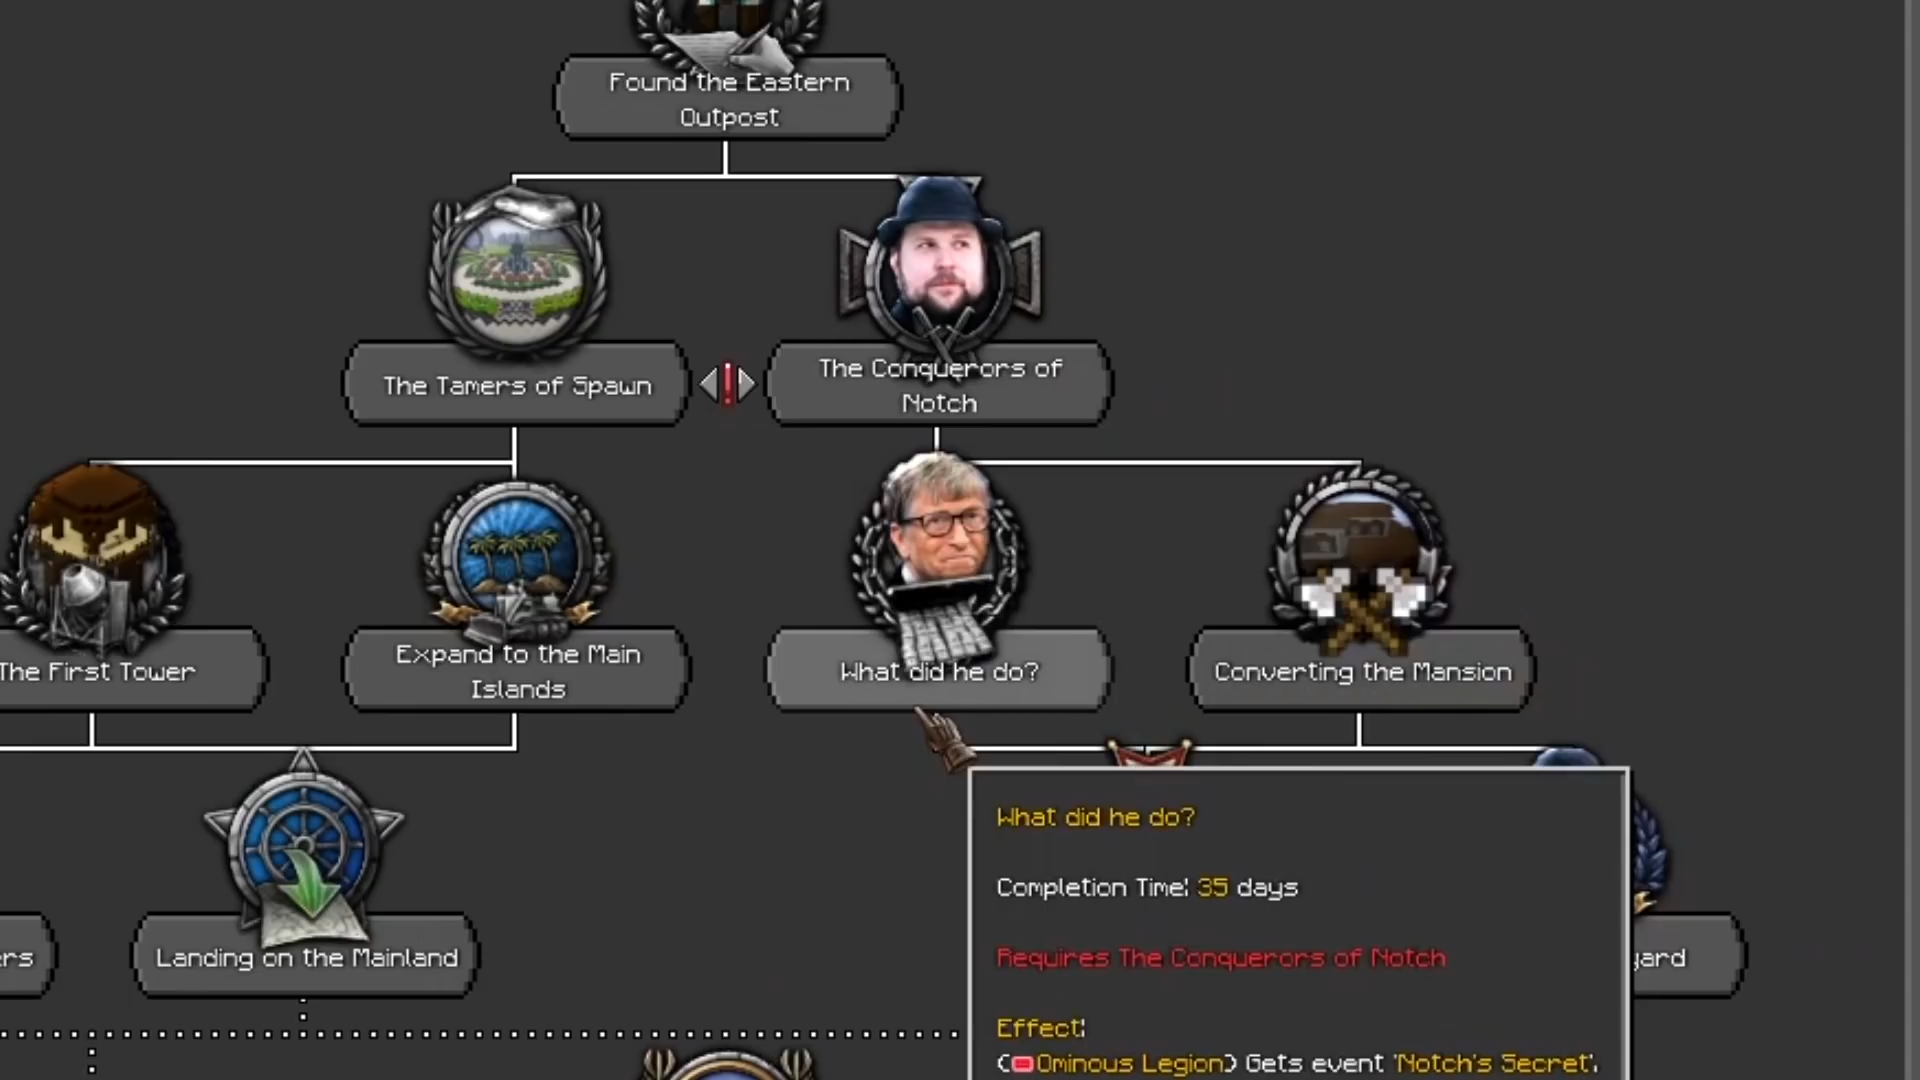 Found the Eastern
Outpost
The Tamers of Spawn
The Conquerors of
Notch
The First Tower
Expand to the Main
Islands
What did he do?
Converting the Mansion
What did he do?
Completion Time: 35 days
Landing on the Mainland
Requires The Conquerors of Notch
Effect:
(Ominous Legion) Gets event 'Notch's Secret'.